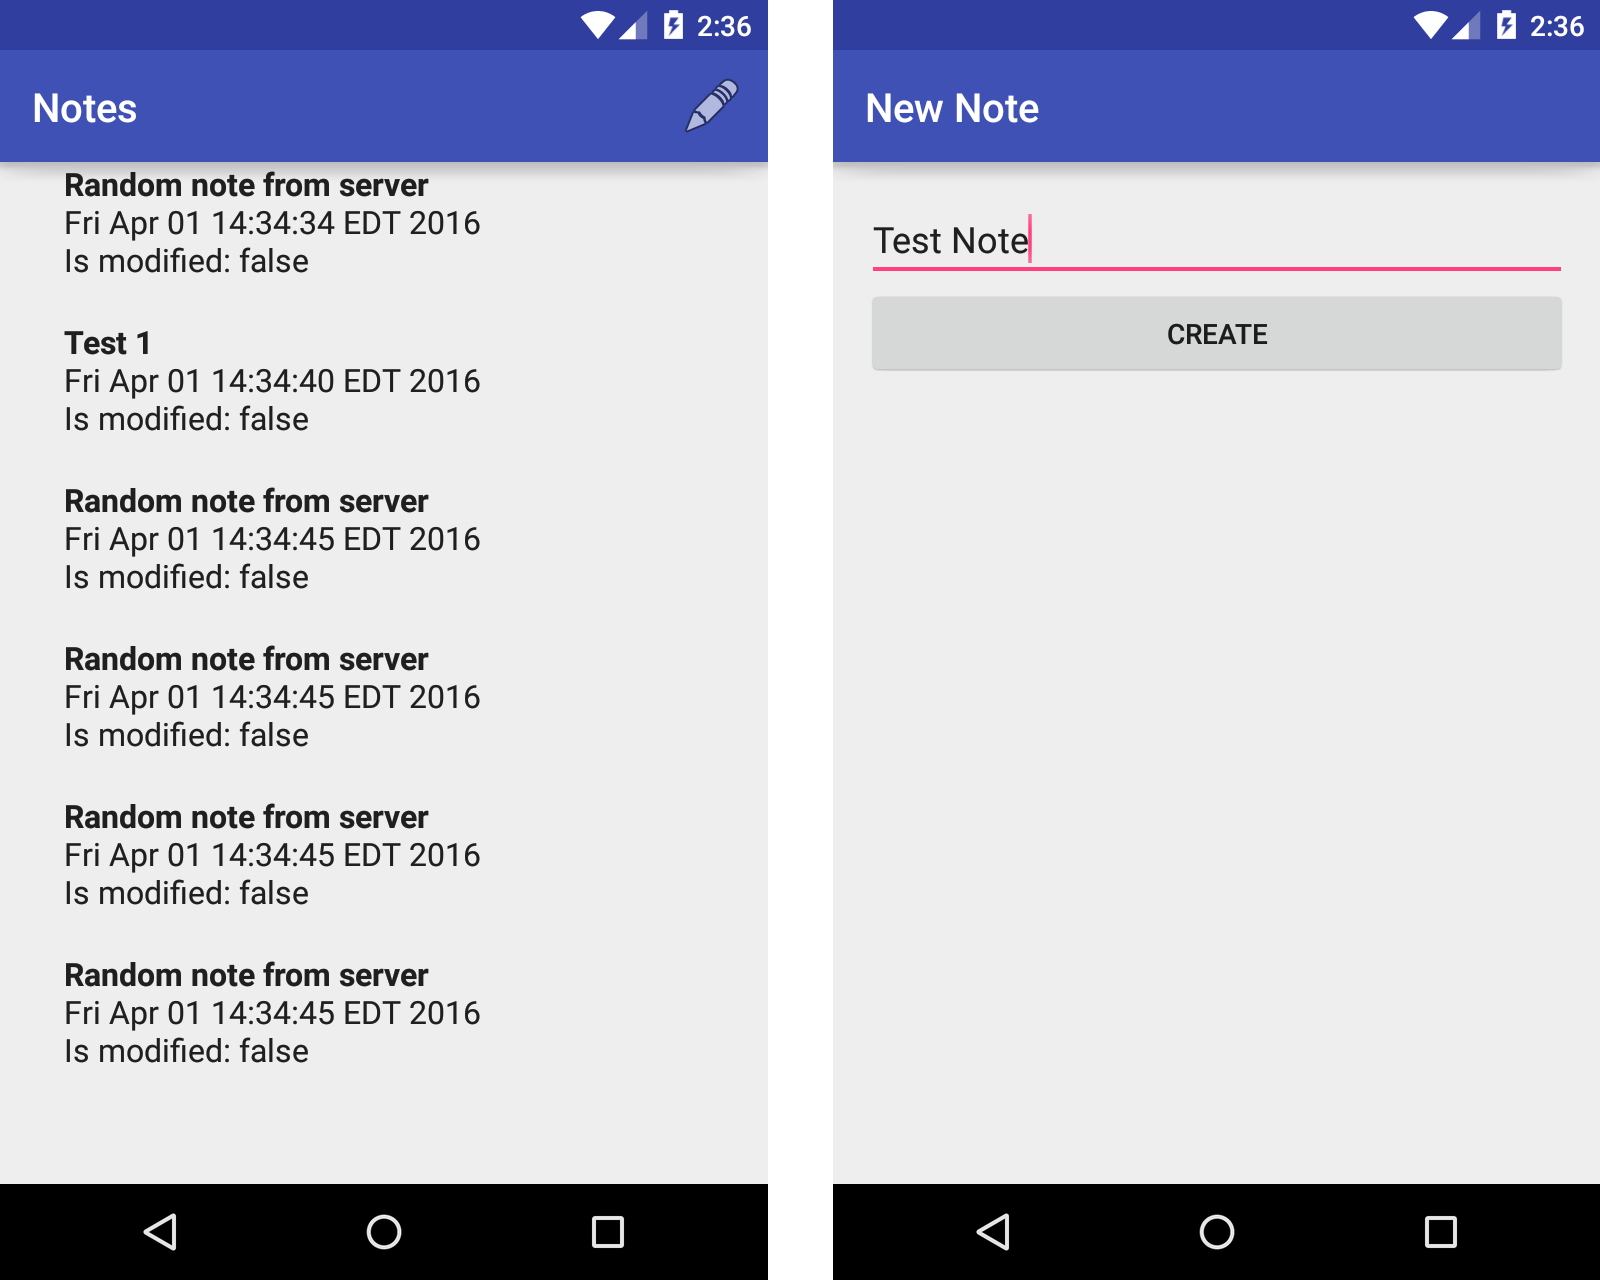 2:36
Notes
Random note from server
Fri Apr 01 14:34:34 EDT 2016
Is modified: false
Test 1
Fri Apr 01 14:34:40 EDT 2016
Is modified: false
Random note from server
Fri Apr 01 14:34:45 EDT 2016
Is modified: false
Random note from server
Fri Apr 01 14:34:45 EDT 2016
Is modified: false
Random note from server
Fri Apr 01 14:34:45 EDT 2016
Is modified: false
Random note from server
Fri Apr 01 14:34:45 EDT 2016
Is modified: false
2:36
New Note
Test Note
CREATE